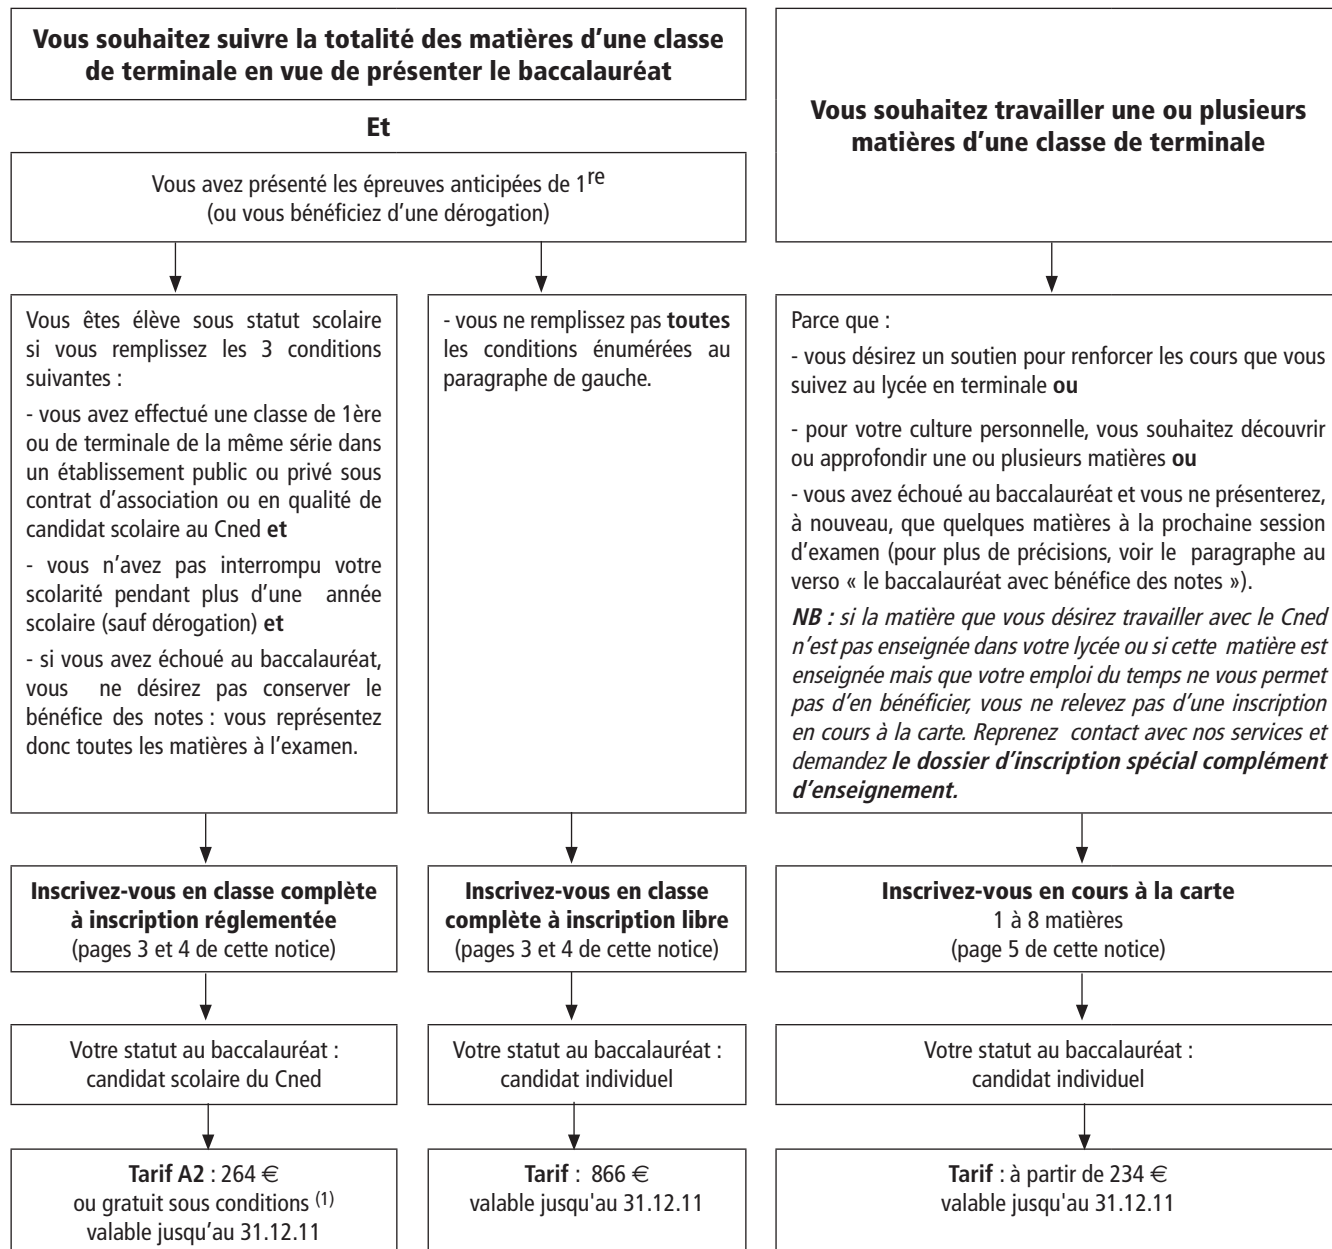 Vous souhaitez suivre la totalité des matières d’une classe
de terminale en vue de présenter le baccalauréat
Et
Vous avez présenté les épreuves anticipées de 1re
(ou vous bénéficiez d’une dérogation)
Vous souhaitez travailler une ou plusieurs
matières d’une classe de terminale
Vous êtes élève sous statut scolaire
si vous remplissez les 3 conditions
suivantes :
- vous avez effectué une classe de 1ère
ou de terminale de la même série dans
un établissement public ou privé sous
contrat d’association ou en qualité de
candidat scolaire au Cned et
- vous n’avez pas interrompu votre
scolarité pendant plus d’une année
scolaire (sauf dérogation) et
- si vous avez échoué au baccalauréat,
vous ne désirez pas conserver le
bénéfice des notes : vous représentez
donc toutes les matières à l’examen.
- vous ne remplissez pas toutes
les conditions énumérées au
paragraphe de gauche.
Parce que :
- vous désirez un soutien pour renforcer les cours que vous
suivez au lycée en terminale ou
- pour votre culture personnelle, vous souhaitez découvrir
ou approfondir une ou plusieurs matières ou
- vous avez échoué au baccalauréat et vous ne présenterez,
à nouveau, que quelques matières à la prochaine session
d’examen (pour plus de précisions, voir le paragraphe au
verso « le baccalauréat avec bénéfice des notes »).
NB : si la matière que vous désirez travailler avec le Cned
n’est pas enseignée dans votre lycée ou si cette matière est
enseignée mais que votre emploi du temps ne vous permet
pas d’en bénéficier, vous ne relevez pas d’une inscription
en cours à la carte. Reprenez contact avec nos services et
demandez le dossier d’inscription spécial complément
d’enseignement.
Inscrivez-vous en classe complète
à inscription réglementée
(pages 3 et 4 de cette notice)
Inscrivez-vous en classe
complète à inscription libre
(pages 3 et 4 de cette notice)
Inscrivez-vous en cours à la carte
1 à 8 matières
(page 5 de cette notice)
Votre statut au baccalauréat :
candidat scolaire du Cned
Votre statut au baccalauréat :
candidat individuel
Votre statut au baccalauréat :
candidat individuel
Tarif A2 : 264 €
ou gratuit sous conditions (1)
valable jusqu’au 31.12.11
Tarif : 866 €
valable jusqu'au 31.12.11
Tarif : à partir de 234 €
valable jusqu'au 31.12.11